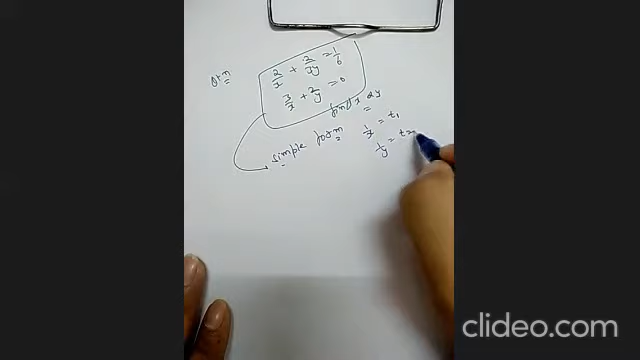 2/x + 2/3y = 1/6
3/x + 2/y = 0
find x & y
simple form
1/x = t₁
1/y = t₂
clideo.com